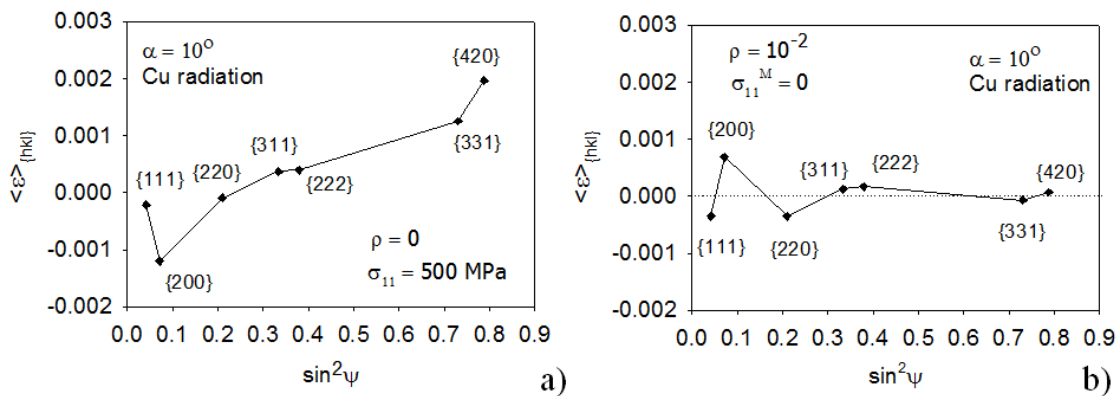 0.003
0.002
0.001
0.000
-0.001
-0.002
<ε>{hkl}
α = 10°
Cu radiation
{111}
{200}
{220}
{311}
{222}
{331}
{420}
ρ = 0
σ11 = 500 MPa
0.0 0.1 0.2 0.3 0.4 0.5 0.6 0.7 0.8 0.9
sin²ψ
a)
0.003
0.002
0.001
0.000
-0.001
-0.002
<ε>{hkl}
ρ = 10⁻²
σ11ᴹ = 0
α = 10°
Cu radiation
{111}
{200}
{220}
{311}
{222}
{331}
{420}
0.0 0.1 0.2 0.3 0.4 0.5 0.6 0.7 0.8 0.9
sin²ψ
b)